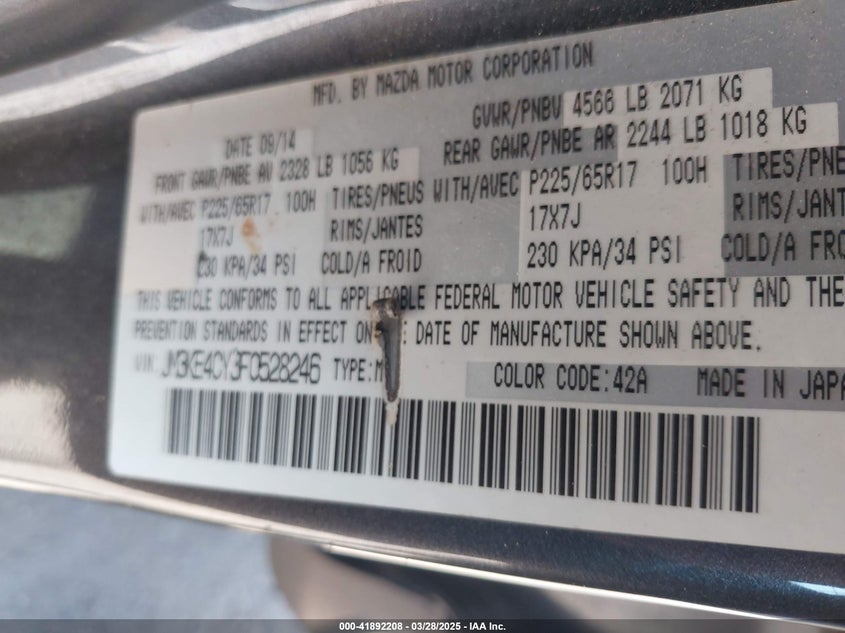 MFD. BY MAZDA MOTOR CORPORATION
DATE 09/14
GVWR/PNBV 4566 LB 2071 KG
FRONT GAWR/PNBE AV 2328 LB 1056 KG
REAR GAWR/PNBE AR 2244 LB 1018 KG
WITH/AVEC P225/65R17 100H TIRES/PNEUS
WITH/AVEC P225/65R17 100H TIRES/PNE
17X7J RIMS/JANTES
17X7J RIMS/JANT
230 KPA/34 PSI COLD/A FROID
230 KPA/34 PSI COLD/A FRO
THIS VEHICLE CONFORMS TO ALL APPLICABLE FEDERAL MOTOR VEHICLE SAFETY AND THE
PREVENTION STANDARDS IN EFFECT ON DATE OF MANUFACTURE SHOWN ABOVE.
VIN: JM3KE4CY3F0528246 TYPE:M COLOR CODE:42A MADE IN JAPA
000-41892208 - 03/28/2025 - IAA Inc.